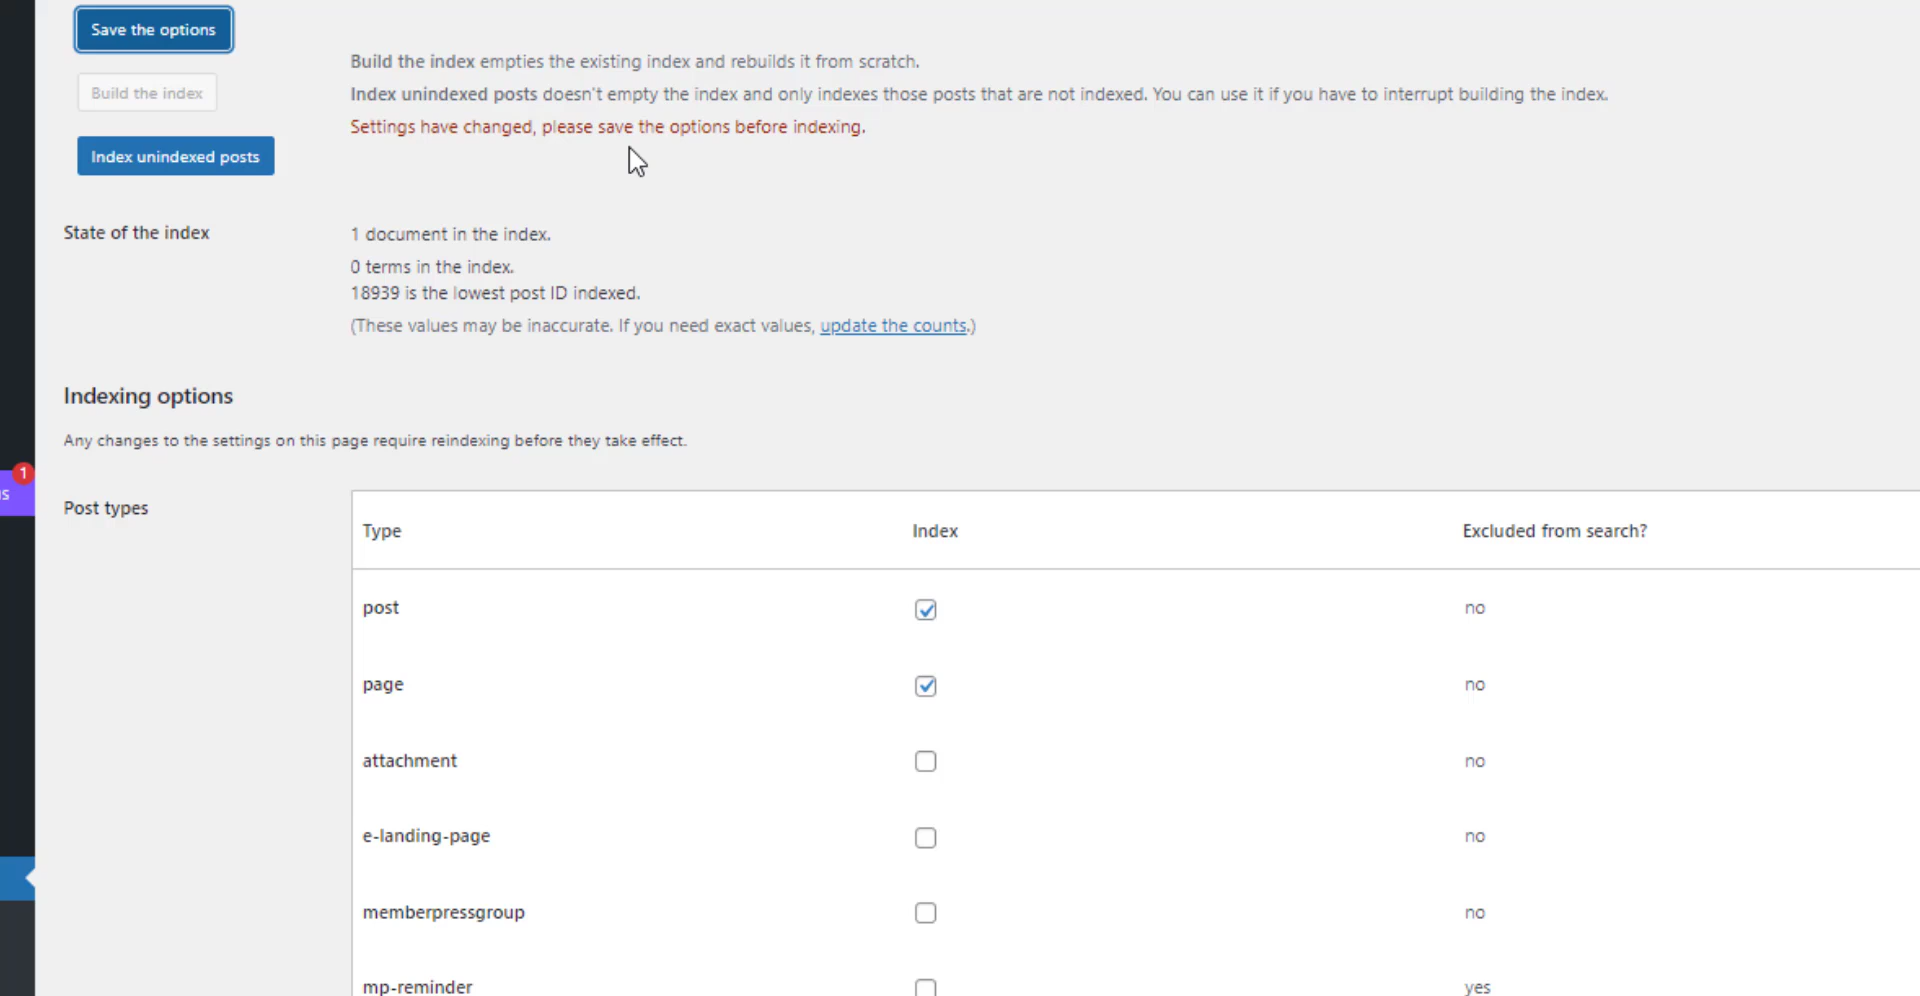 Save the options
Build the index empties the existing index and rebuilds it from scratch.
Build the index
Index unindexed posts doesn't empty the index and only indexes those posts that are not indexed. You can use it if you have to interrupt building the index.
Settings have changed, please save the options before indexing.
Index unindexed posts
State of the index
1 document in the index.
0 terms in the index.
18939 is the lowest post ID indexed.
(These values may be inaccurate. If you need exact values, update the counts.)
Indexing options
Any changes to the settings on this page require reindexing before they take effect.
1
Post types
Type Index Excluded from search?
post no
page no
attachment no
e-landing-page no
memberpressgroup no
mp-reminder yes